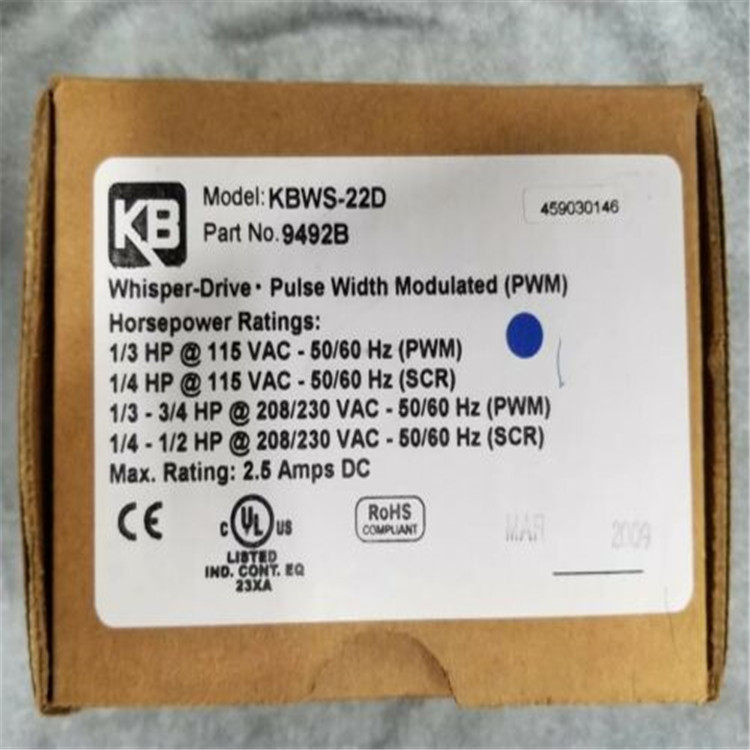 KB
Model: KBWS-22D
Part No. 9492B
459030146
Whisper-Drive· Pulse Width Modulated (PWM)
Horsepower Ratings:
1/3 HP @ 115 VAC - 50/60 Hz (PWM)
1/4 HP @ 115 VAC - 50/60 Hz (SCR)
1/3 - 3/4 HP @ 208/230 VAC - 50/60 Hz (PWM)
1/4 - 1/2 HP @ 208/230 VAC - 50/60 Hz (SCR)
Max. Rating: 2.5 Amps DC
CE
C UL US
LISTED
IND. CONT. EQ
23XA
RoHS
COMPLIANT
MAR 2009